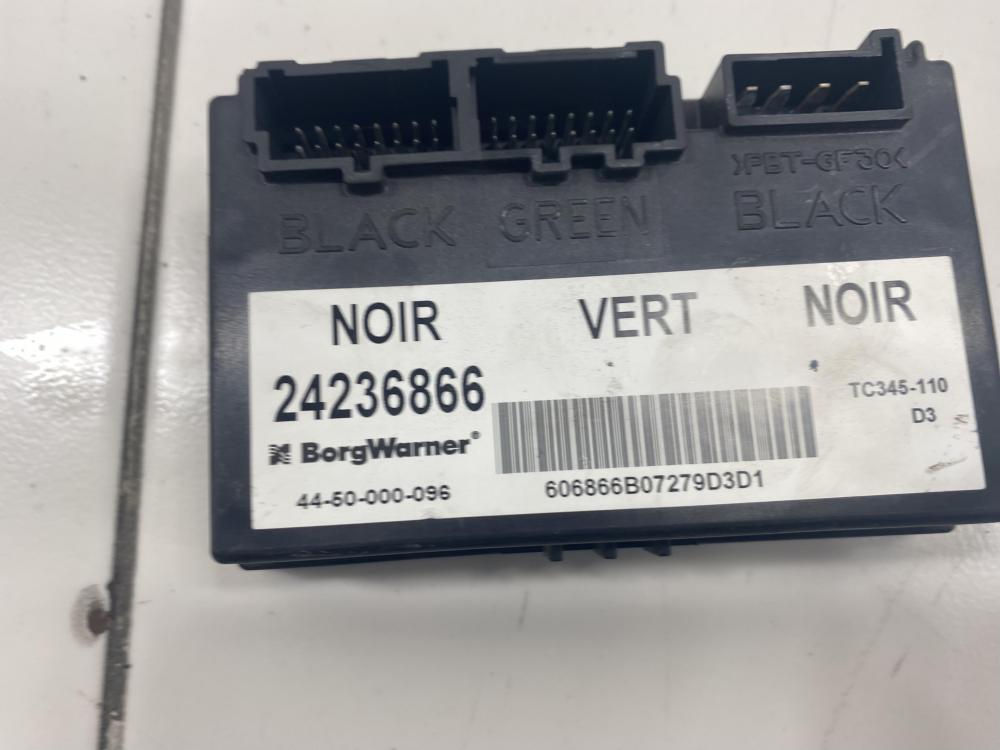 >PBT-GF30<
BLACK GREEN BLACK
NOIR VERT NOIR
24236866
TC345-110
D3
BorgWarner®
44-50-000-096
606866B07279D3D1